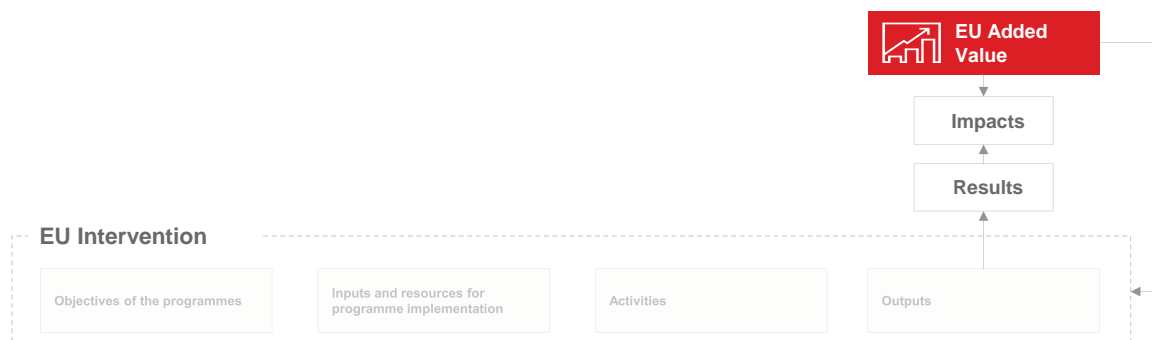 EU Added
Value
Impacts
Results
EU Intervention
Objectives of the programmes
Inputs and resources for
programme implementation
Activities
Outputs